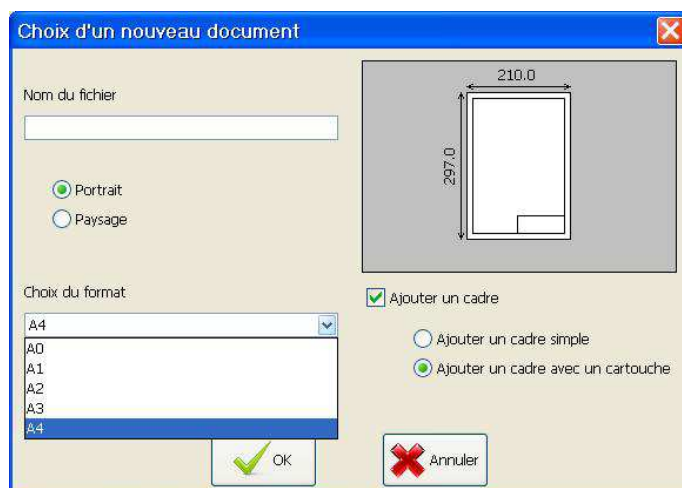 Choix d'un nouveau document
Nom du fichier
Portrait
Paysage
Choix du format
A4
A0
A1
A2
A3
A4
210.0
297.0
Ajouter un cadre
Ajouter un cadre simple
Ajouter un cadre avec un cartouche
OK
Annuler